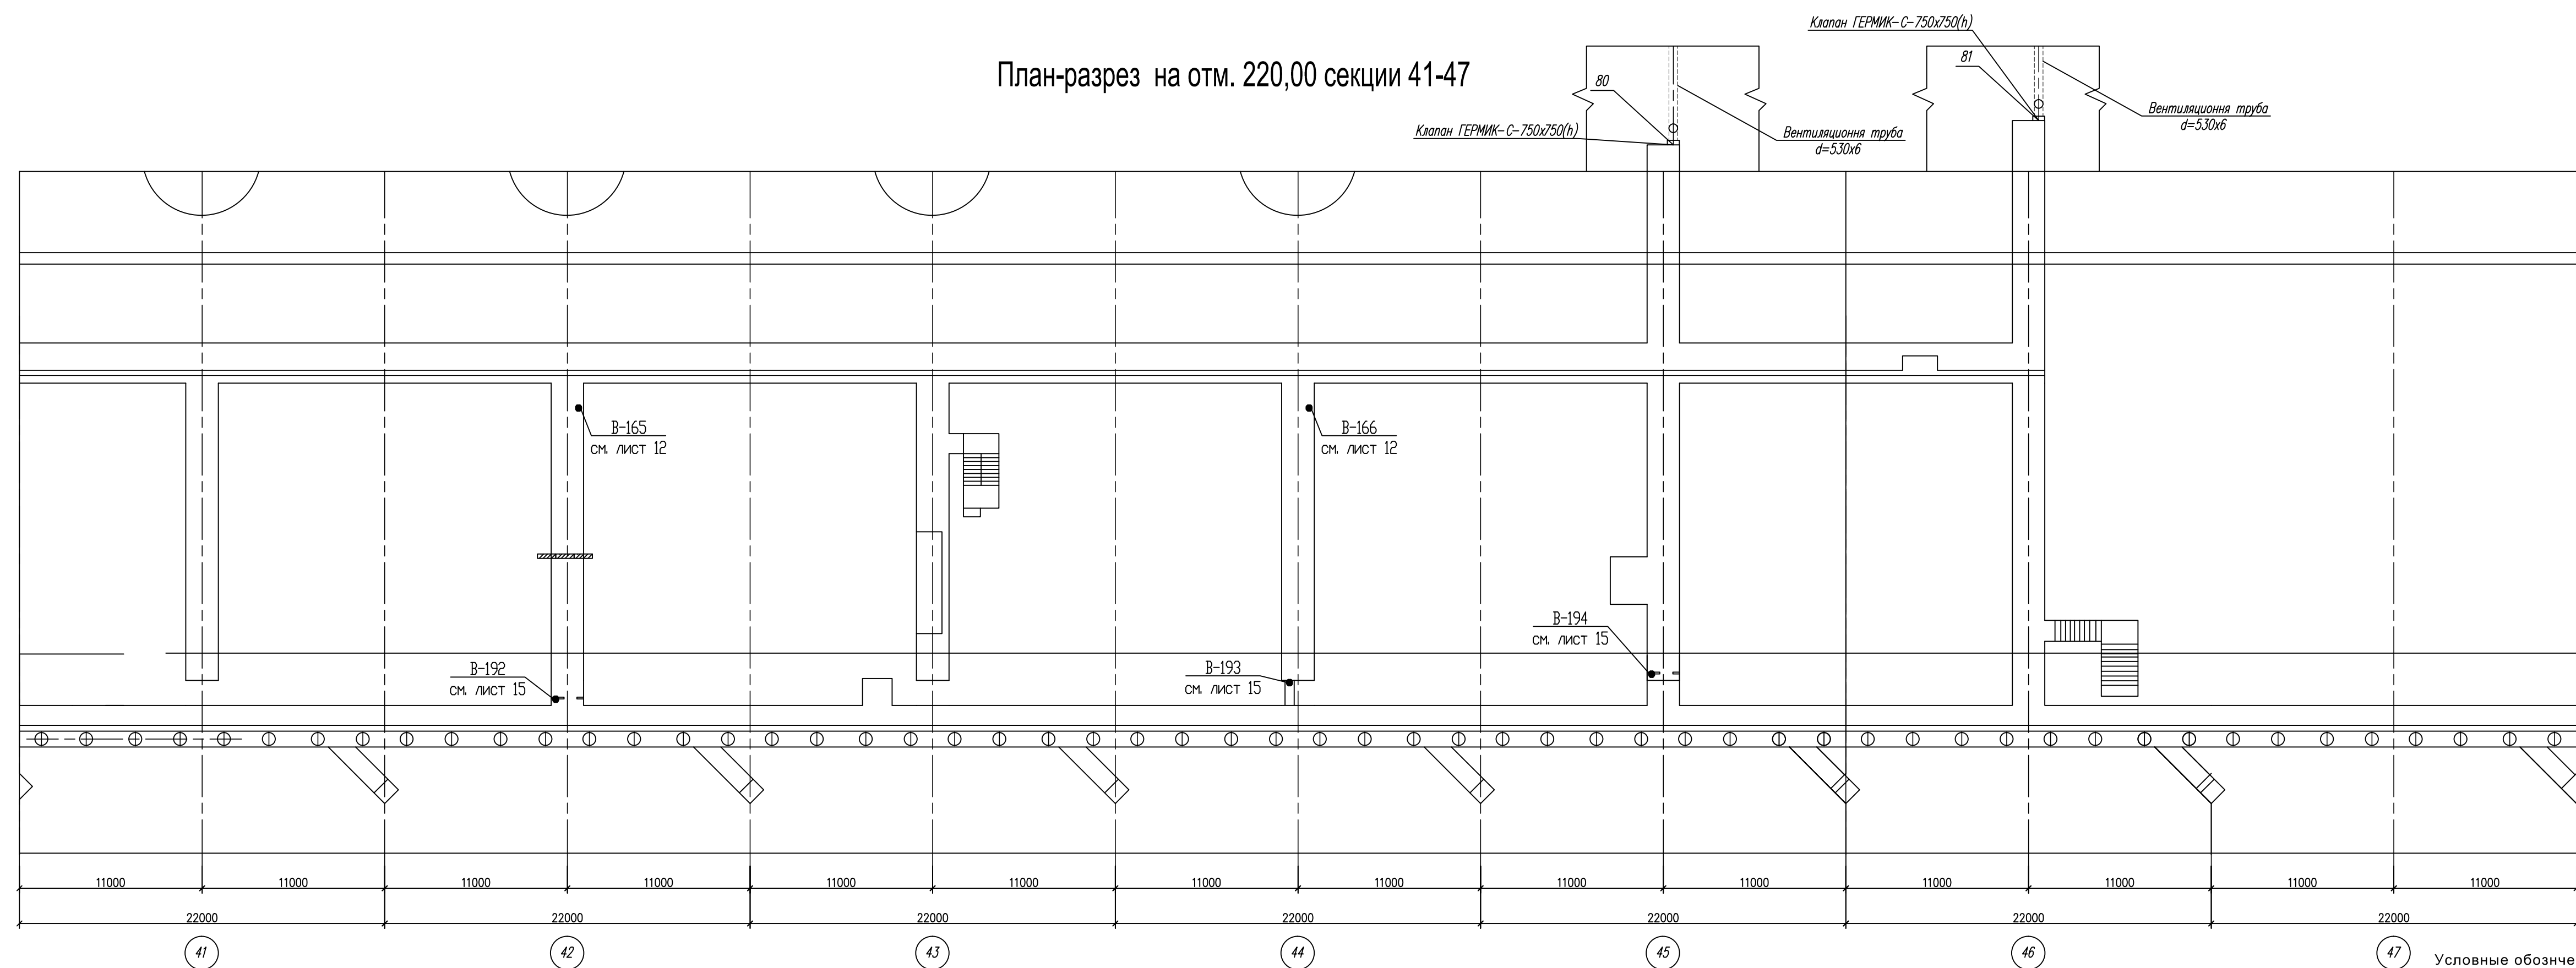 Клапан ГЕРМИК-С-750х750(h)
81
План-разрез на отм. 220,00 секции 41-47
80
Клапан ГЕРМИК-С-750х750(h)
Вентиляционня труба
d=530х6
Вентиляционня труба
d=530х6
В-165
см. лист 12
В-166
см. лист 12
В-194
см. лист 15
В-192
см. лист 15
В-193
см. лист 15
11000 11000 11000 11000 11000 11000 11000 11000 11000 11000 11000 11000 11000 11000
22000 22000 22000 22000 22000 22000 22000
41 42 43 44 45 46 47
Условные обознче